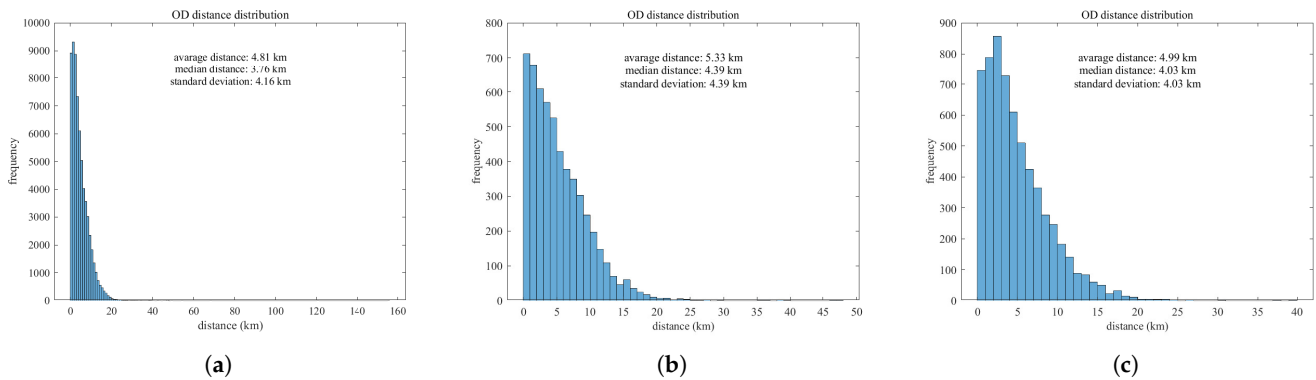 OD distance distribution
avarage distance: 4.81 km
median distance: 3.76 km
standard deviation: 4.16 km
10000
9000
8000
7000
6000
5000
4000
3000
2000
1000
0
frequency
0 20 40 60 80 100 120 140 160
distance (km)
(a)
OD distance distribution
avarage distance: 5.33 km
median distance: 4.39 km
standard deviation: 4.39 km
800
700
600
500
400
300
200
100
0
frequency
0 5 10 15 20 25 30 35 40 45 50
distance (km)
(b)
OD distance distribution
avarage distance: 4.99 km
median distance: 4.03 km
standard deviation: 4.03 km
900
800
700
600
500
400
300
200
100
0
frequency
0 5 10 15 20 25 30 35 40
distance (km)
(c)